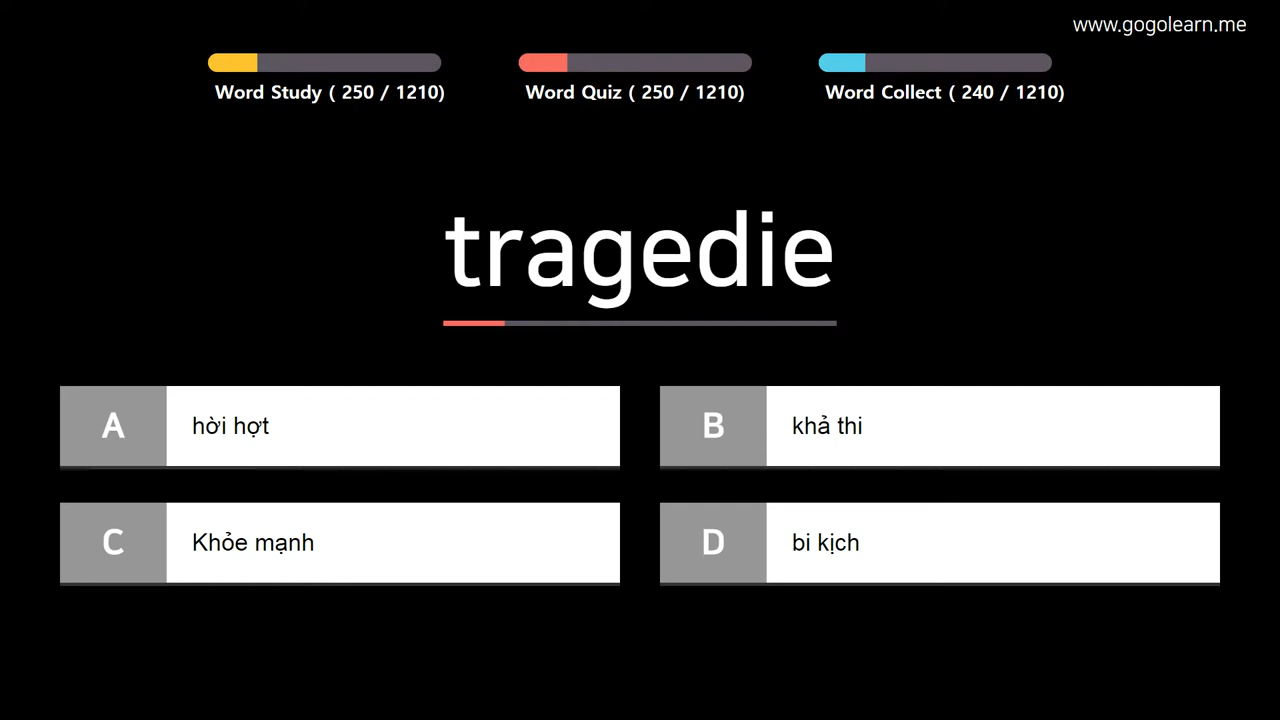 www.gogolearn.me
Word Study ( 250 / 1210)
Word Quiz ( 250 / 1210)
Word Collect ( 240 / 1210)
tragedie
A hời hợt
B khả thi
C Khỏe mạnh
D bi kịch